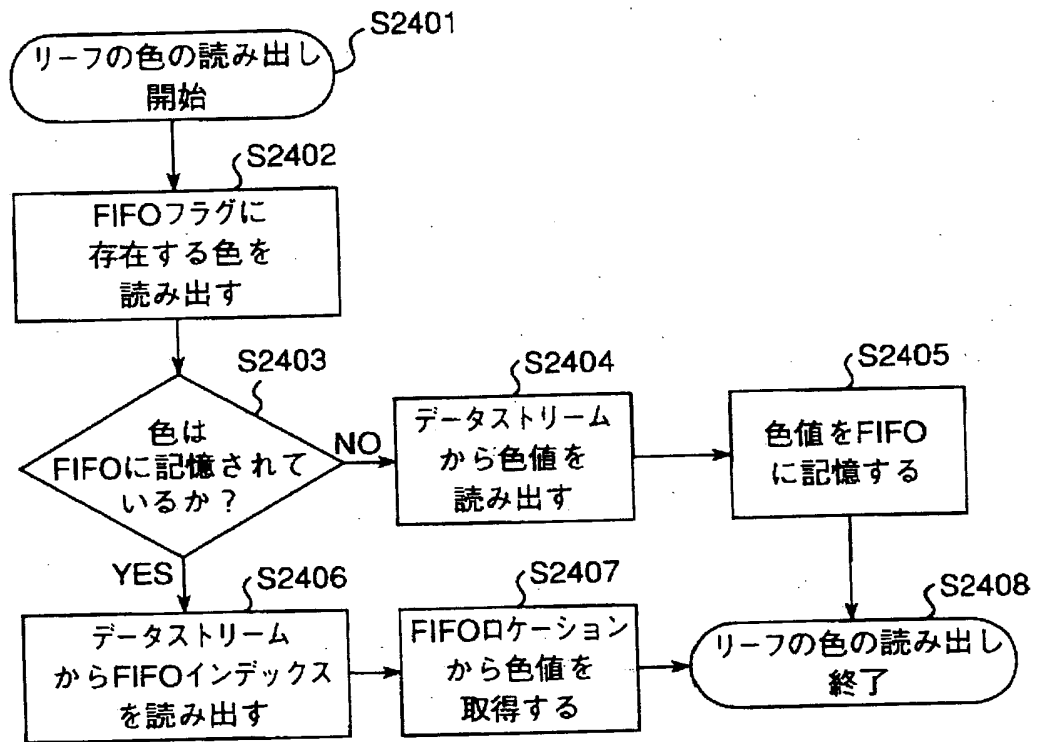 S2401
リーフの色の読み出し
開始
S2402
FIFOフラグに
存在する色を
読み出す
S2403
色は
FIFOに記憶されて
いるか？
NO
S2404
データストリーム
から色値を
読み出す
S2405
色値をFIFO
に記憶する
YES
S2406
データストリーム
からFIFOインデックス
を読み出す
S2407
FIFOロケーション
から色値を
取得する
S2408
リーフの色の読み出し
終了